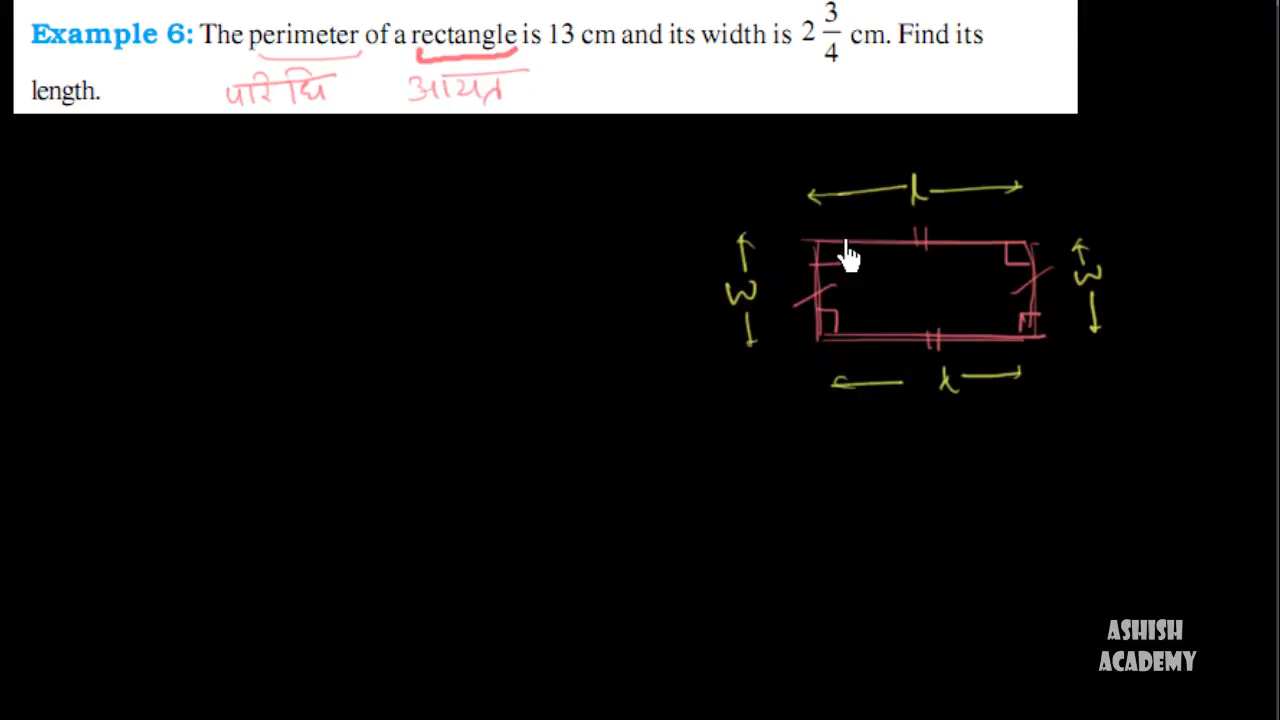 Example 6: The perimeter of a rectangle is 13 cm and its width is 2 3/4 cm. Find its
length.
परिधि आयत
l
W W
l
ASHISH
ACADEMY